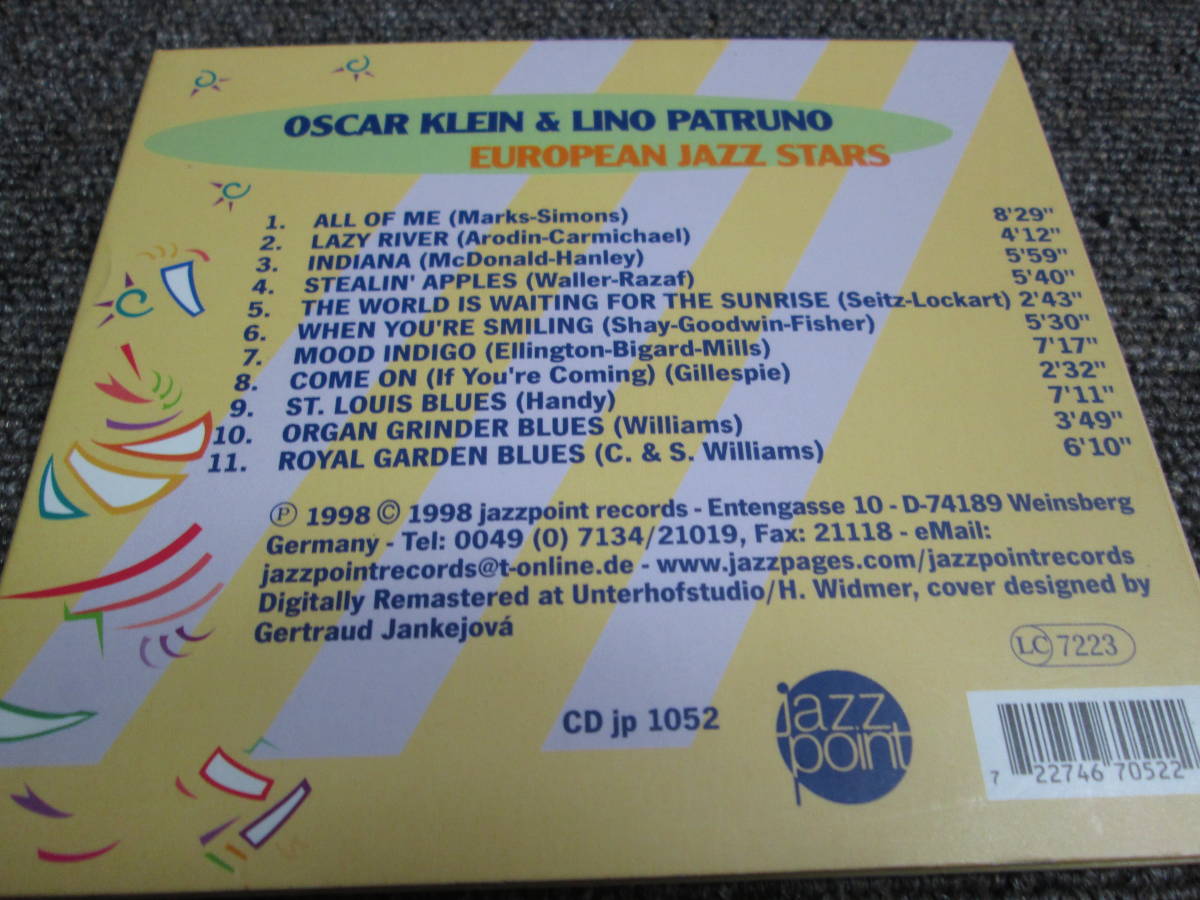 OSCAR KLEIN & LINO PATRUNO
EUROPEAN JAZZ STARS
1. ALL OF ME (Marks-Simons) 8'29"
2. LAZY RIVER (Arodin-Carmichael) 4'12"
3. INDIANA (McDonald-Hanley) 5'59"
4. STEALIN' APPLES (Waller-Razaf) 5'40"
5. THE WORLD IS WAITING FOR THE SUNRISE (Seitz-Lockart) 2'43"
6. WHEN YOU'RE SMILING (Shay-Goodwin-Fisher) 5'30"
7. MOOD INDIGO (Ellington-Bigard-Mills) 7'17"
8. COME ON (If You're Coming) (Gillespie) 2'32"
9. ST. LOUIS BLUES (Handy) 7'11"
10. ORGAN GRINDER BLUES (Williams) 3'49"
11. ROYAL GARDEN BLUES (C. & S. Williams) 6'10"
℗ 1998 © 1998 jazzpoint records - Entengasse 10 - D-74189 Weinsberg
Germany - Tel: 0049 (0) 7134/21019, Fax: 21118 - eMail:
jazzpointrecords@t-online.de - www.jazzpages.com/jazzpointrecords
Digitally Remastered at Unterhofstudio/H. Widmer, cover designed by
Gertraud Jankejová
LC 7223
CD jp 1052
jazz
point
7 22746 70522